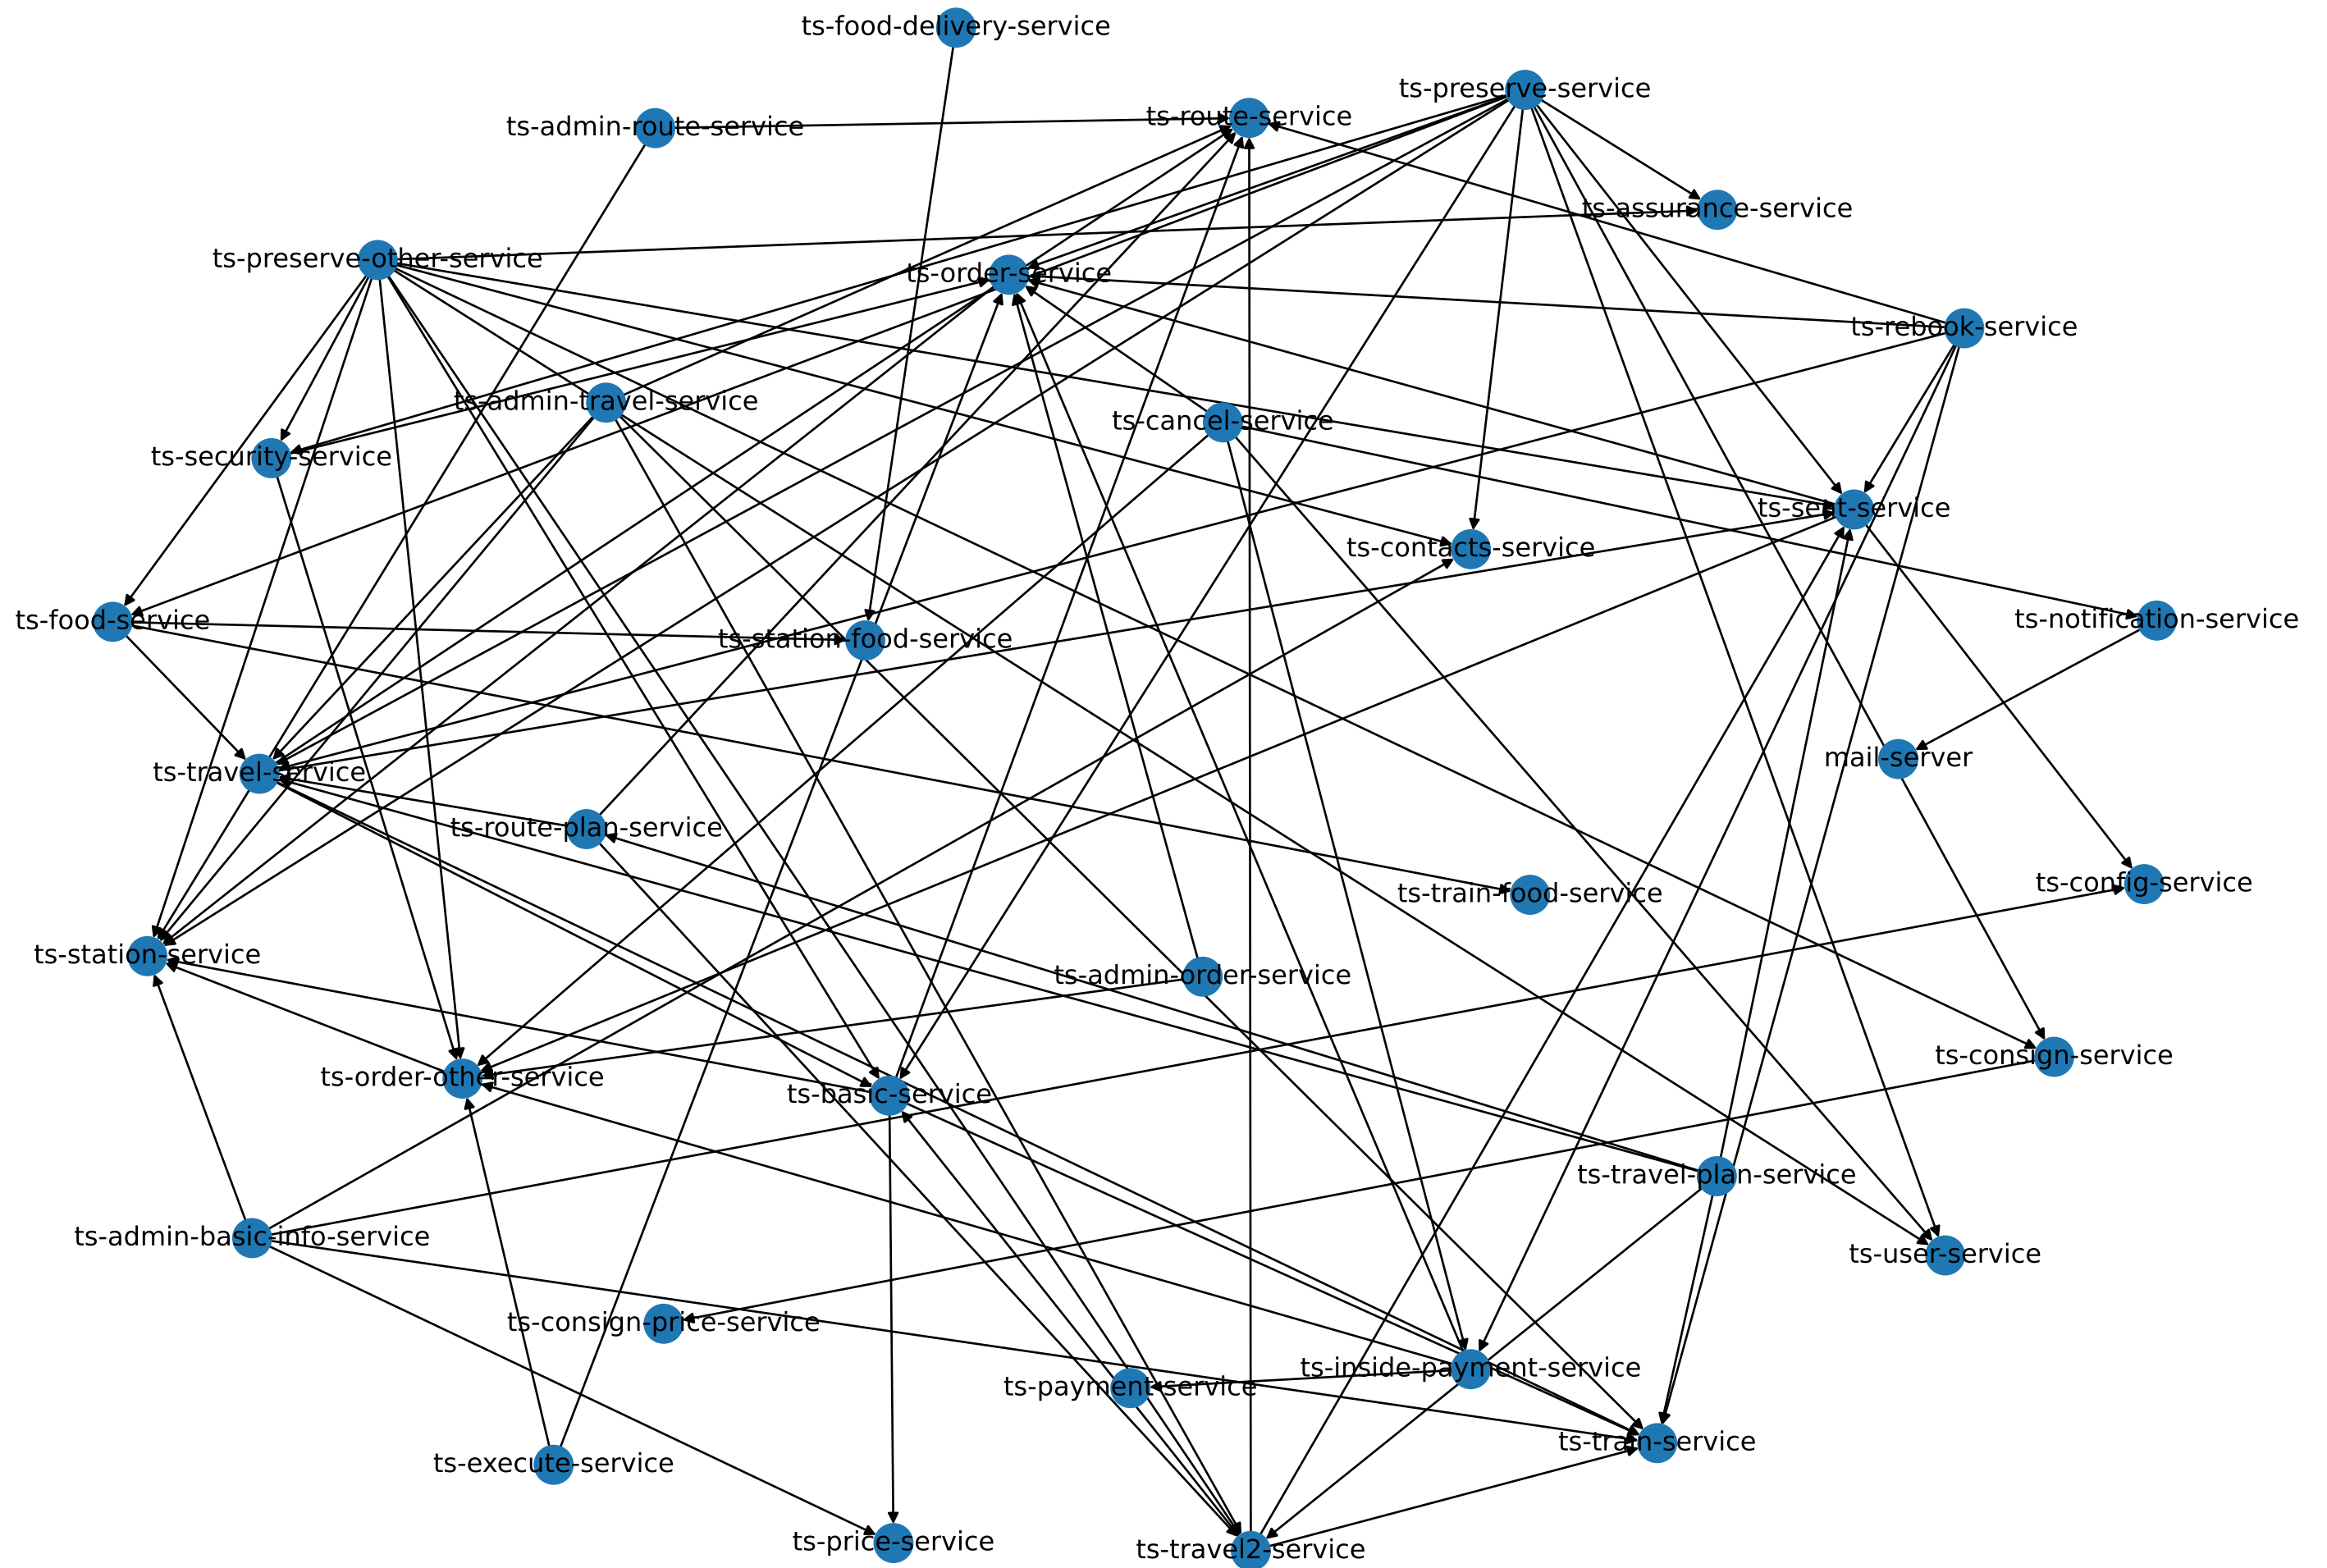 ts-food-delivery-service
ts-preserve-service
ts-route-service
ts-admin-route-service
ts-assurance-service
ts-preserve-other-service
ts-order-service
ts-rebook-service
ts-admin-travel-service
ts-cancel-service
ts-security-service
ts-seat-service
ts-contacts-service
ts-food-service
ts-notification-service
ts-station-food-service
mail-server
ts-travel-service
ts-route-plan-service
ts-config-service
ts-train-food-service
ts-station-service
ts-admin-order-service
ts-consign-service
ts-order-other-service
ts-basic-service
ts-travel-plan-service
ts-admin-basic-info-service
ts-user-service
ts-consign-price-service
ts-inside-payment-service
ts-payment-service
ts-train-service
ts-execute-service
ts-price-service
ts-travel2-service